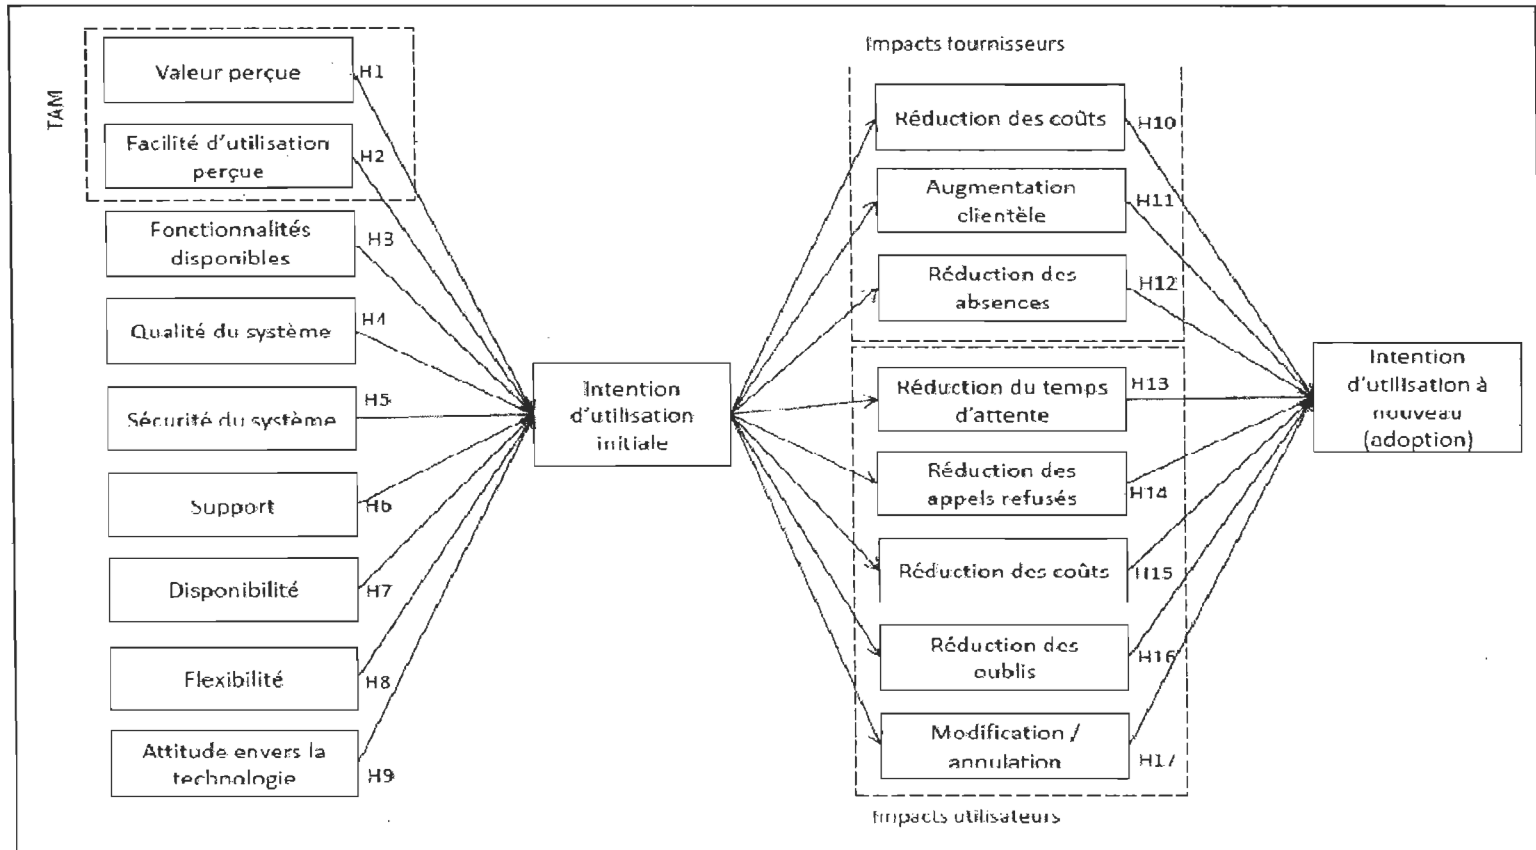 TAM
Valeur perçue
H1
Facilité d'utilisation
perçue
H2
Fonctionnalités
disponibles
H3
Qualité du système
H4
Sécurité du système
H5
Support
H6
Disponibilité
H7
Flexibilité
H8
Attitude envers la
technologie
H9
Intention
d'utilisation
initiale
Impacts fournisseurs
Réduction des coûts
H10
Augmentation
clientèle
H11
Réduction des
absences
H12
Réduction du temps
d'attente
H13
Réduction des
appels refusés
H14
Réduction des coûts
H15
Réduction des
oublis
H16
Modification /
annulation
H17
Impacts utilisateurs
Intention
d'utilisation à
nouveau
(adoption)